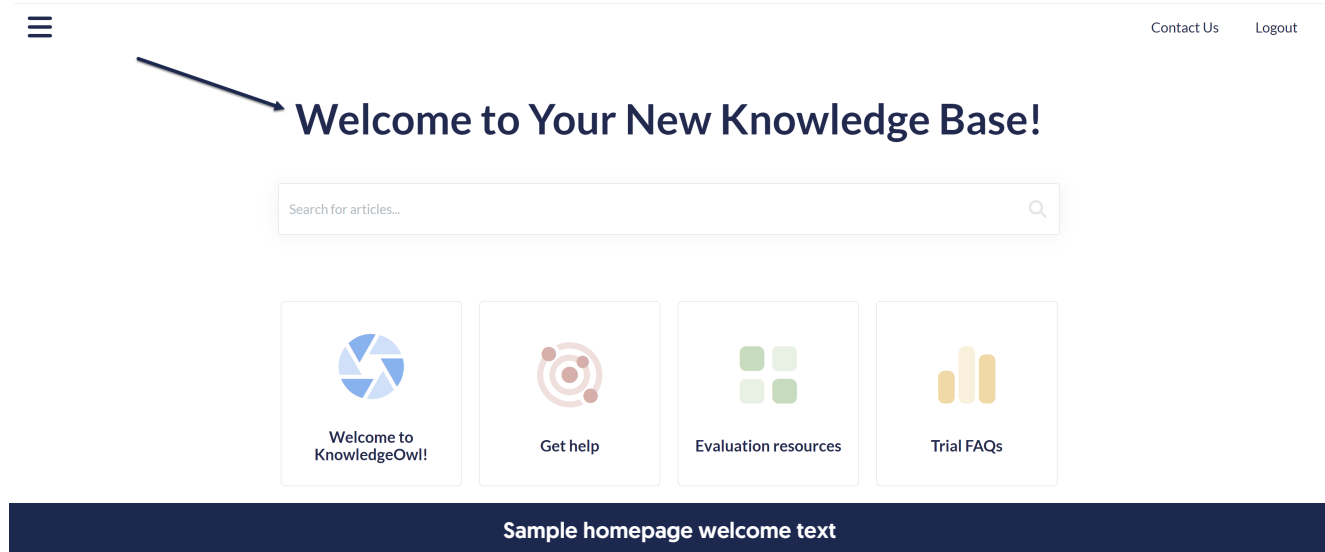 Contact Us Logout
Welcome to Your New Knowledge Base!
Search for articles...
Welcome to
KnowledgeOwl!
Get help
Evaluation resources
Trial FAQs
Sample homepage welcome text